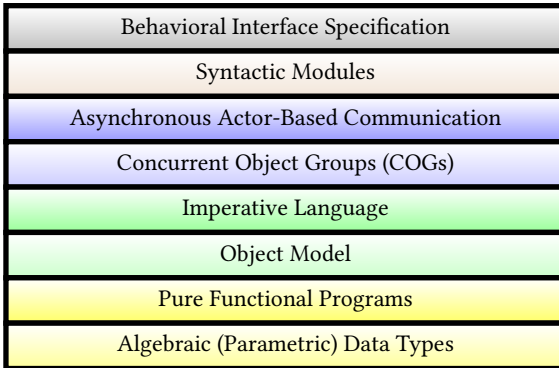 Behavioral Interface Specification
Syntactic Modules
Asynchronous Actor-Based Communication
Concurrent Object Groups (COGs)
Imperative Language
Object Model
Pure Functional Programs
Algebraic (Parametric) Data Types